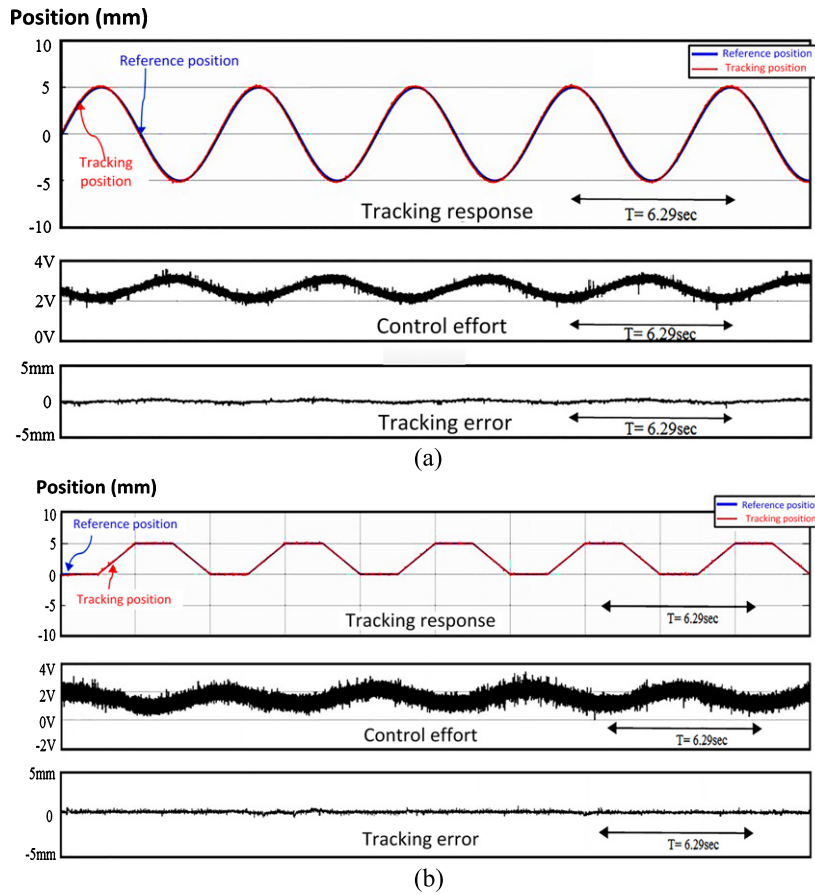 Position (mm)
10
5
0
-5
-10
Reference position
Tracking position
Reference position
Tracking
position
Tracking response
T= 6.29sec
4V
2V
0V
Control effort
T= 6.29sec
5mm
0
-5mm
Tracking error
T= 6.29sec
(a)
Position (mm)
10
5
0
-5
-10
Reference position
Tracking position
Reference position
Tracking position
Tracking response
T= 6.29sec
4V
2V
0V
-2V
Control effort
T= 6.29sec
5mm
0
-5mm
Tracking error
T= 6.29sec
(b)